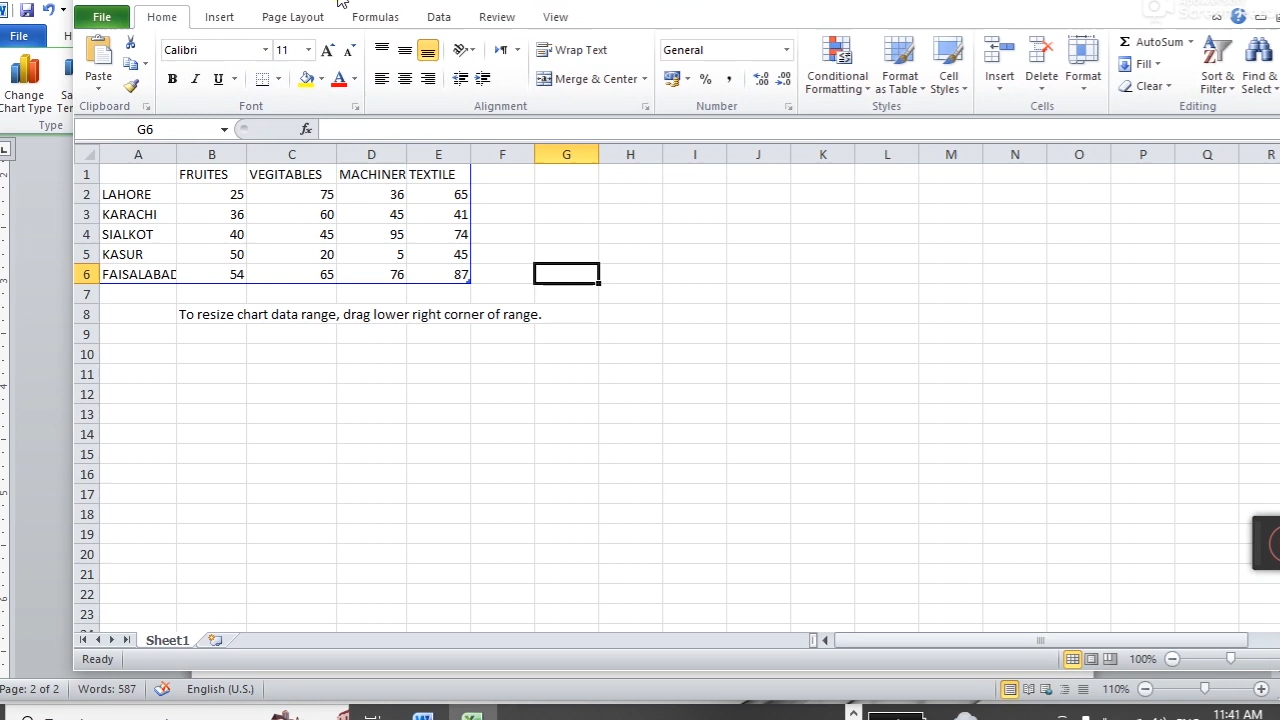 File Home Insert Page Layout Formulas Data Review View
File H
Calibri 11 Wrap Text General AutoSum
Paste Conditional Formatting Format as Table Cell Styles Insert Delete Format Fill Sort & Filter Find & Select
B I U A Merge & Center % , Clear
Change Chart Type
Type Clipboard Font Alignment Number Styles Cells Editing
G6 fx
A B C D E F G H I J K L M N O P Q R
1 FRUITES VEGITABLES MACHINER TEXTILE
2 LAHORE 25 75 36 65
3 KARACHI 36 60 45 41
4 SIALKOT 40 45 95 74
5 KASUR 50 20 5 45
6 FAISALABAD 54 65 76 87
7
8 To resize chart data range, drag lower right corner of range.
9
10
11
12
13
14
15
16
17
18
19
20
21
22
23
Sheet1
Ready 100%
Page: 2 of 2 Words: 587 English (U.S.) 110%
11:41 AM